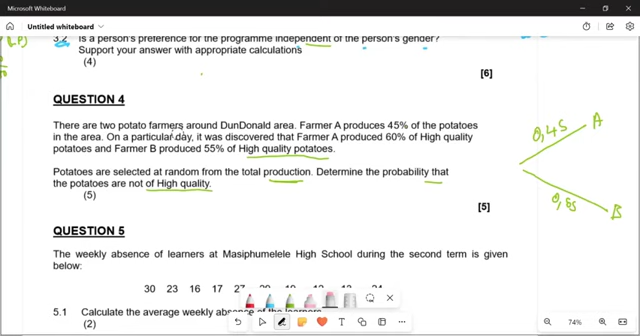 Microsoft Whiteboard
Untitled whiteboard
3.2 Is a person's preference for the programme independent of the person's gender?
Support your answer with appropriate calculations
(4)
[6]
QUESTION 4
There are two potato farmers around DunDonald area. Farmer A produces 45% of the potatoes
in the area. On a particular day, it was discovered that Farmer A produced 60% of High quality
potatoes and Farmer B produced 55% of High quality potatoes.
Potatoes are selected at random from the total production. Determine the probability that
the potatoes are not of High quality.
(5)
[5]
0,45 A
0,55 B
QUESTION 5
The weekly absence of learners at Masiphumelele High School during the second term is given
below:
30 23 16 17 27
5.1 Calculate the average weekly absence of the learners
(2)
74%